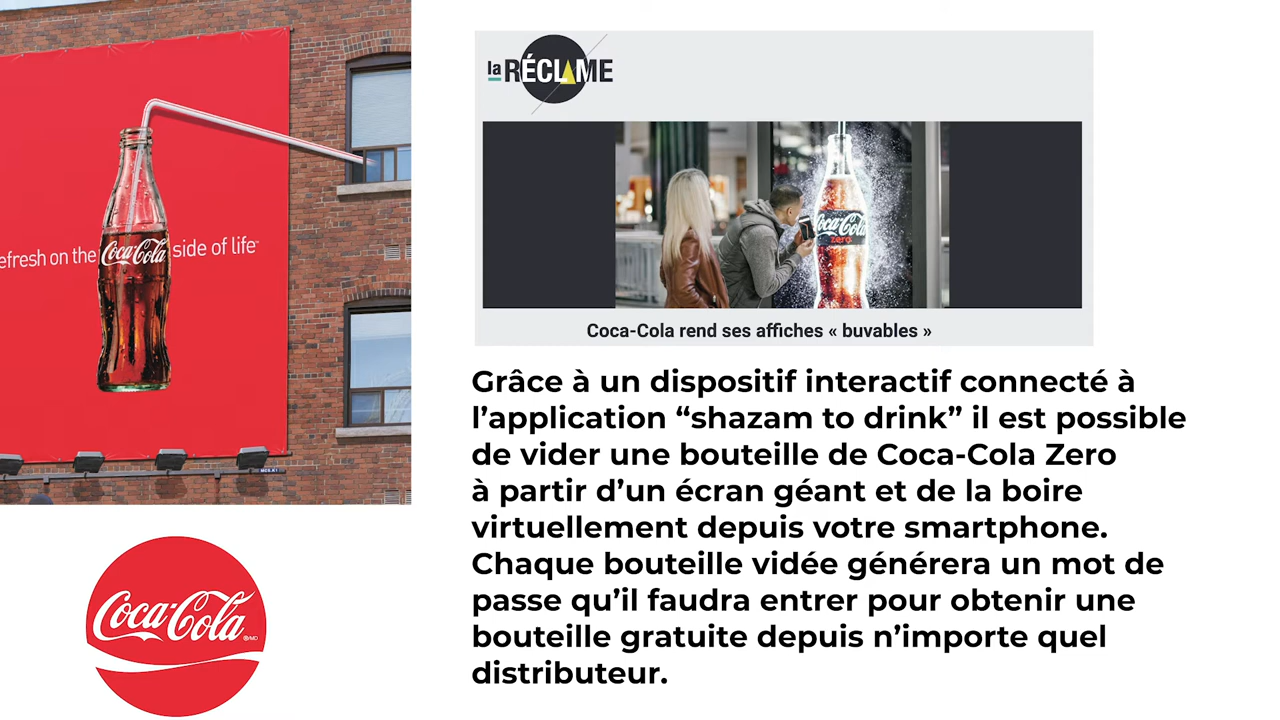 efresh on the Coca-Cola side of life
Coca-Cola
la RÉCLAME
Coca-Cola
zero
Coca-Cola rend ses affiches « buvables »
Grâce à un dispositif interactif connecté à
l’application “shazam to drink” il est possible
de vider une bouteille de Coca-Cola Zero
à partir d’un écran géant et de la boire
virtuellement depuis votre smartphone.
Chaque bouteille vidée générera un mot de
passe qu’il faudra entrer pour obtenir une
bouteille gratuite depuis n’importe quel
distributeur.